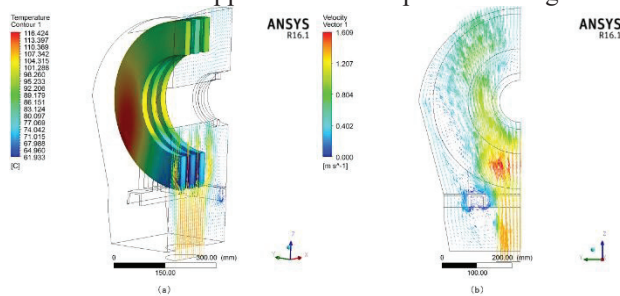 Temperature
Contour 1
116.424
113.397
110.369
107.342
104.315
101.288
98.260
95.233
92.206
89.179
86.151
83.124
80.097
77.069
74.042
71.015
67.988
64.960
61.933
[C]
ANSYS
R16.1
0
300.00 (mm)
150.00
(a)
Velocity
Vector 1
1.609
1.207
0.804
0.402
0.000
[m s^-1]
ANSYS
R16.1
0
200.00 (mm)
100.00
(b)